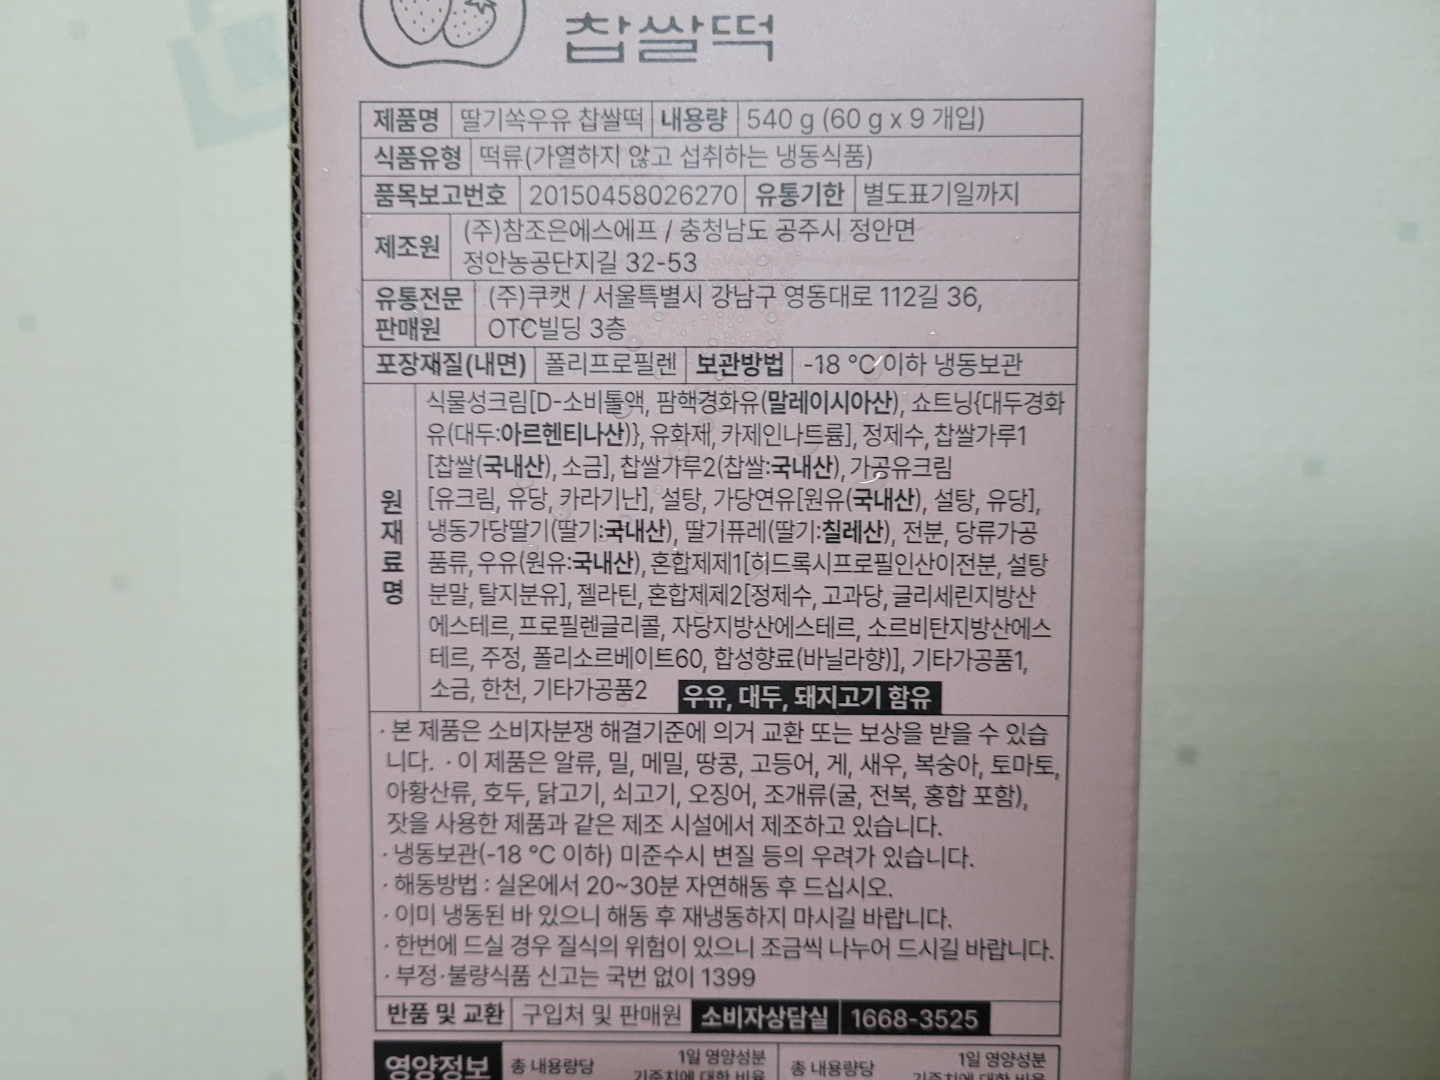 찹쌀떡
제품명 딸기쏙우유 찹쌀떡 내용량 540 g (60 g x 9 개입)
식품유형 떡류(가열하지 않고 섭취하는 냉동식품)
품목보고번호 20150458026270 유통기한 별도표기일까지
제조원 (주)참조은에스에프 / 충청남도 공주시 정안면
정안농공단지길 32-53
유통전문 (주)쿠캣 / 서울특별시 강남구 영동대로 112길 36,
판매원 OTC빌딩 3층
포장재질(내면) 폴리프로필렌 보관방법 -18 °C 이하 냉동보관
원재료명
식물성크림[D-소비톨액, 팜핵경화유(말레이시아산), 쇼트닝{대두경화
유(대두:아르헨티나산)}, 유화제, 카제인나트륨], 정제수, 찹쌀가루1
[찹쌀(국내산), 소금], 찹쌀가루2(찹쌀:국내산), 가공유크림
[유크림, 유당, 카라기난], 설탕, 가당연유[원유(국내산), 설탕, 유당],
냉동가당딸기(딸기:국내산), 딸기퓨레(딸기:칠레산), 전분, 당류가공
품류, 우유(원유:국내산), 혼합제제1[히드록시프로필인산이전분, 설탕
분말, 탈지분유], 젤라틴, 혼합제제2[정제수, 고과당, 글리세린지방산
에스테르, 프로필렌글리콜, 자당지방산에스테르, 소르비탄지방산에스
테르, 주정, 폴리소르베이트60, 합성향료(바닐라향)], 기타가공품1,
소금, 한천, 기타가공품2 우유, 대두, 돼지고기 함유
· 본 제품은 소비자분쟁 해결기준에 의거 교환 또는 보상을 받을 수 있습
니다. · 이 제품은 알류, 밀, 메밀, 땅콩, 고등어, 게, 새우, 복숭아, 토마토,
아황산류, 호두, 닭고기, 쇠고기, 오징어, 조개류(굴, 전복, 홍합 포함),
잣을 사용한 제품과 같은 제조 시설에서 제조하고 있습니다.
· 냉동보관(-18 °C 이하) 미준수시 변질 등의 우려가 있습니다.
· 해동방법 : 실온에서 20~30분 자연해동 후 드십시오.
· 이미 냉동된 바 있으니 해동 후 재냉동하지 마시길 바랍니다.
· 한번에 드실 경우 질식의 위험이 있으니 조금씩 나누어 드시길 바랍니다.
· 부정·불량식품 신고는 국번 없이 1399
반품 및 교환 구입처 및 판매원 소비자상담실 1668-3525
영양정보 총 내용량당 1일 영양성분 총 내용량당 1일 영양성분
기준치에 대한 비율 기준치에 대한 비율